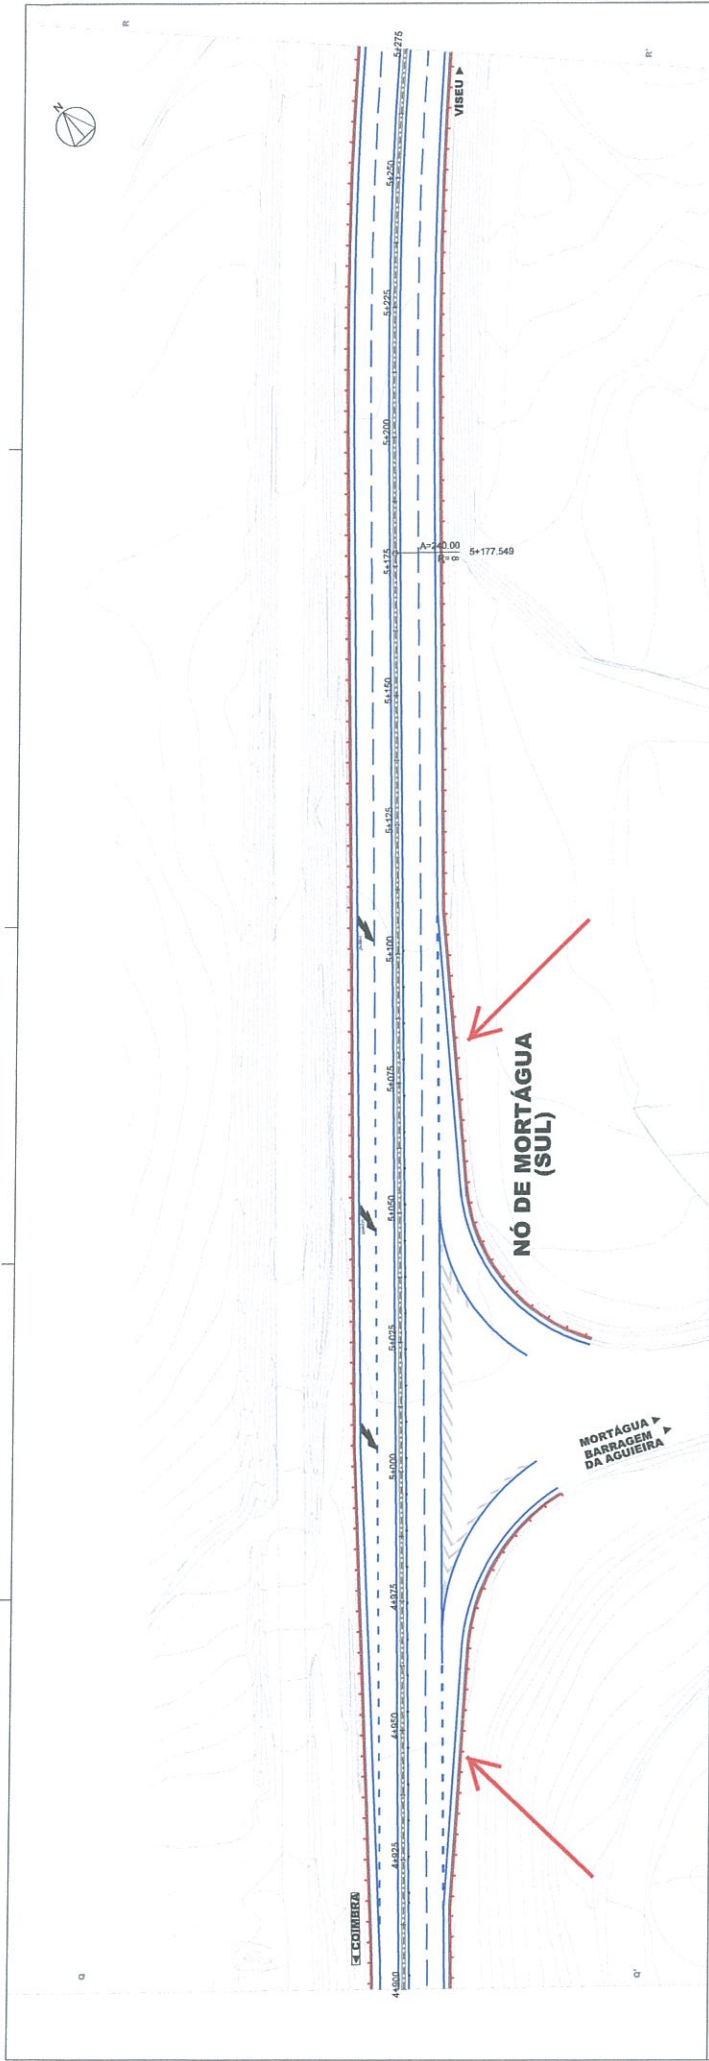 R
R'
N
VISEU ►
5+275
5+250
5+225
5+200
5+175
A=240.00
R= ∞
5+177.549
5+150
5+125
5+100
5+075
5+050
5+025
5+000
4+975
4+950
4+925
4+900
NÓ DE MORTÁGUA
(SUL)
MORTÁGUA ►
BARRAGEM
DA AGUIEIRA ►
◄ COIMBRA
Q
Q'